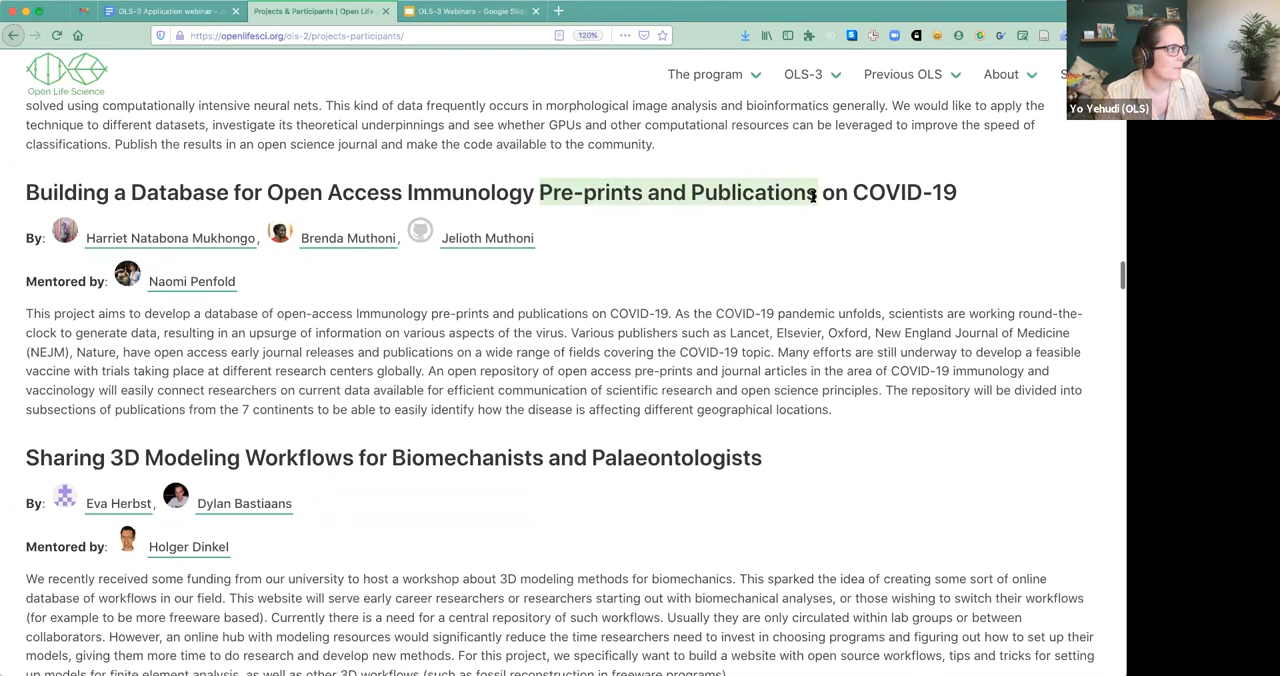 OLS-3 Application webinar –
Projects & Participants | Open Life
OLS-3 Webinars - Google Slid
https://openlifesci.org/ols-2/projects-participants/
120%
Open Life Science
The program
OLS-3
Previous OLS
About
Yo Yehudi (OLS)
solved using computationally intensive neural nets. This kind of data frequently occurs in morphological image analysis and bioinformatics generally. We would like to apply the
technique to different datasets, investigate its theoretical underpinnings and see whether GPUs and other computational resources can be leveraged to improve the speed of
classifications. Publish the results in an open science journal and make the code available to the community.
Building a Database for Open Access Immunology Pre-prints and Publications on COVID-19
By: Harriet Natabona Mukhongo, Brenda Muthoni, Jelioth Muthoni
Mentored by: Naomi Penfold
This project aims to develop a database of open-access Immunology pre-prints and publications on COVID-19. As the COVID-19 pandemic unfolds, scientists are working round-the-
clock to generate data, resulting in an upsurge of information on various aspects of the virus. Various publishers such as Lancet, Elsevier, Oxford, New England Journal of Medicine
(NEJM), Nature, have open access early journal releases and publications on a wide range of fields covering the COVID-19 topic. Many efforts are still underway to develop a feasible
vaccine with trials taking place at different research centers globally. An open repository of open access pre-prints and journal articles in the area of COVID-19 immunology and
vaccinology will easily connect researchers on current data available for efficient communication of scientific research and open science principles. The repository will be divided into
subsections of publications from the 7 continents to be able to easily identify how the disease is affecting different geographical locations.
Sharing 3D Modeling Workflows for Biomechanists and Palaeontologists
By: Eva Herbst, Dylan Bastiaans
Mentored by: Holger Dinkel
We recently received some funding from our university to host a workshop about 3D modeling methods for biomechanics. This sparked the idea of creating some sort of online
database of workflows in our field. This website will serve early career researchers or researchers starting out with biomechanical analyses, or those wishing to switch their workflows
(for example to be more freeware based). Currently there is a need for a central repository of such workflows. Usually they are only circulated within lab groups or between
collaborators. However, an online hub with modeling resources would significantly reduce the time researchers need to invest in choosing programs and figuring out how to set up their
models, giving them more time to do research and develop new methods. For this project, we specifically want to build a website with open source workflows, tips and tricks for setting
up models for finite element analysis, as well as other 3D workflows (such as fossil reconstruction in freeware programs).